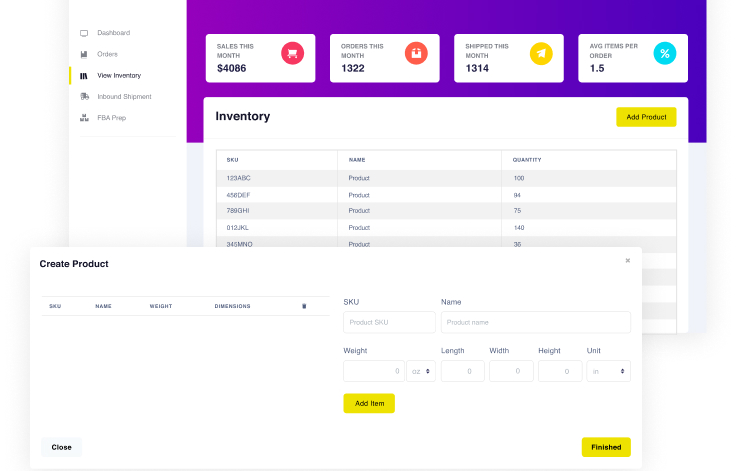 Dashboard
Orders
View Inventory
Inbound Shipment
FBA Prep
SALES THIS
MONTH
$4086
ORDERS THIS
MONTH
1322
SHIPPED THIS
MONTH
1314
AVG ITEMS PER
ORDER
1.5
%
Inventory
Add Product
SKU NAME QUANTITY
123ABC Product 100
456DEF Product 94
789GHI Product 75
012JKL Product 140
345MNO Product 36
Create Product
×
SKU NAME WEIGHT DIMENSIONS
SKU Name
Product SKU Product name
Weight Length Width Height Unit
0 oz 0 0 0 in
Add Item
Close Finished